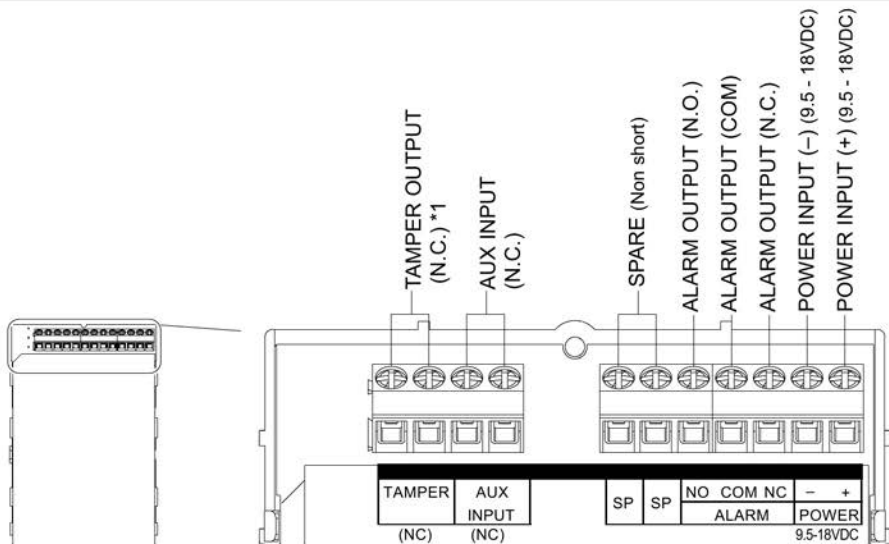 TAMPER OUTPUT
(N.C.) *1
AUX INPUT
(N.C.)
SPARE (Non short)
ALARM OUTPUT (N.O.)
ALARM OUTPUT (COM)
ALARM OUTPUT (N.C.)
POWER INPUT (–) (9.5 - 18VDC)
POWER INPUT (+) (9.5 - 18VDC)
TAMPER
(NC)
AUX
INPUT
(NC)
SP
SP
NO COM NC
ALARM
– +
POWER
9.5-18VDC